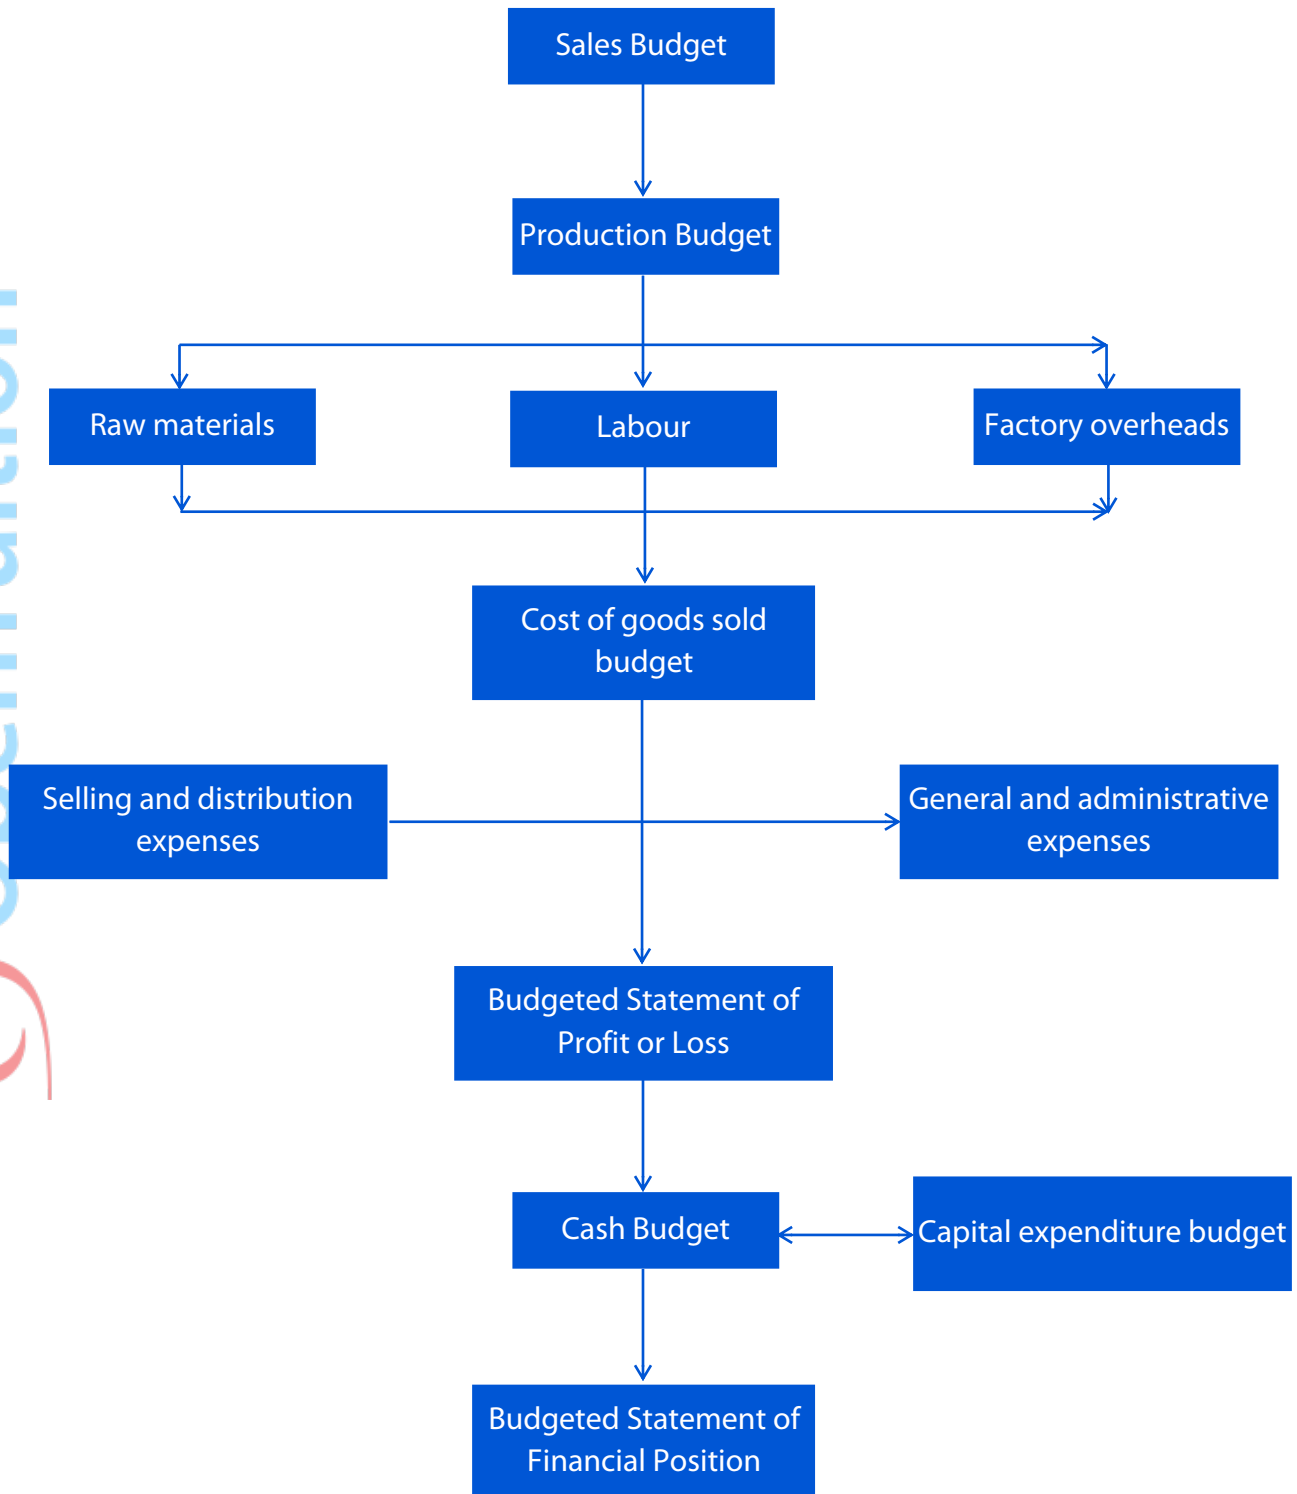 Sales Budget
Production Budget
Raw materials
Labour
Factory overheads
Cost of goods sold
budget
Selling and distribution
expenses
General and administrative
expenses
Budgeted Statement of
Profit or Loss
Cash Budget
Capital expenditure budget
Budgeted Statement of
Financial Position